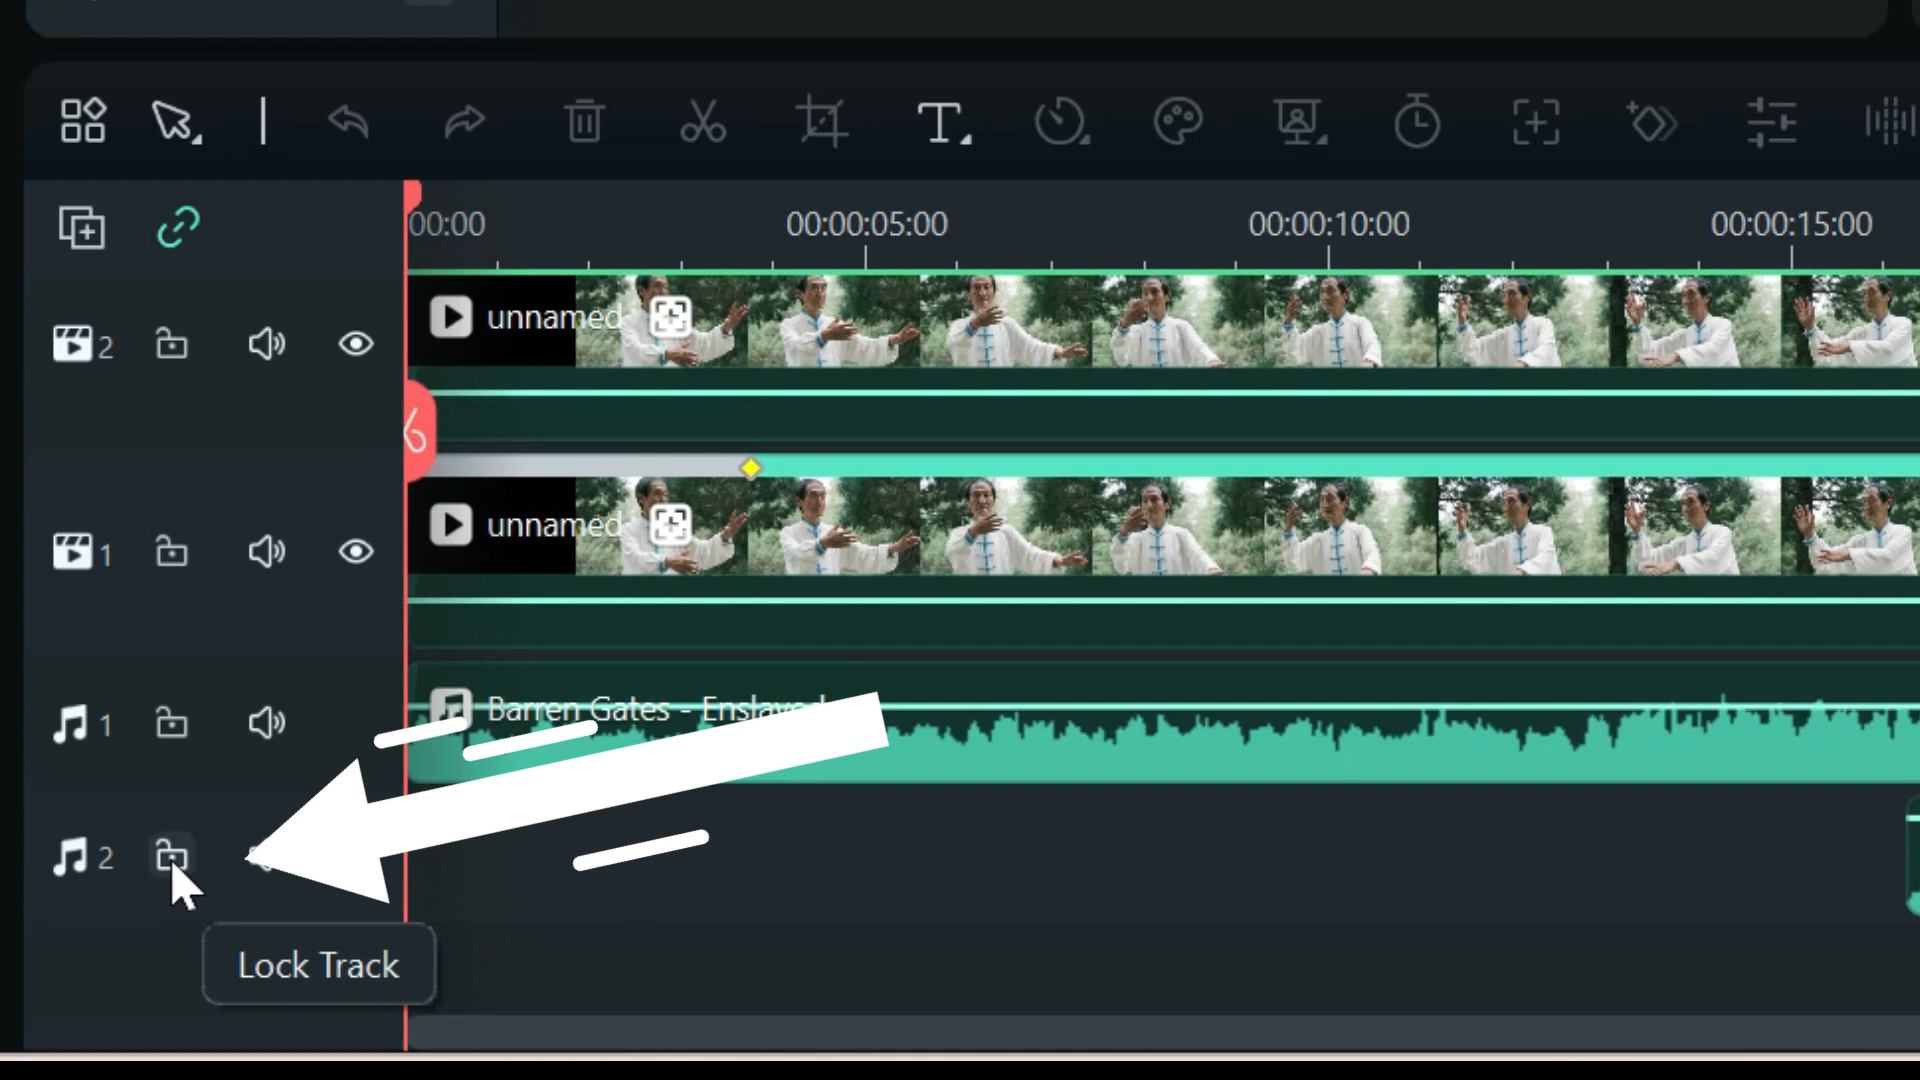 00:00 00:00:05:00 00:00:10:00 00:00:15:00
2 unnamed
1 unnamed
1 Barren Gates - Enslaved
2
Lock Track